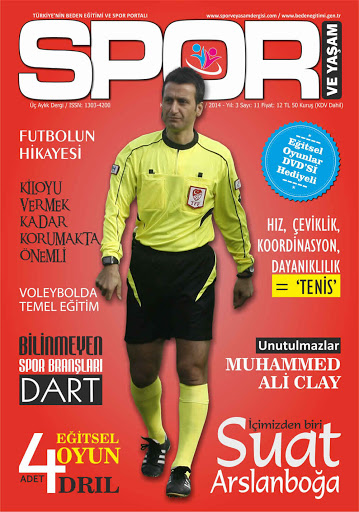 TÜRKİYE'NİN BEDEN EĞİTİMİ VE SPOR PORTALI
www.sporveyasamdergisi.com / www.bedenegitimi.gen.tr
SPOR
VE YAŞAM
Üç Aylık Dergi / ISSN: 1303-4200
/ 2014 - Yıl: 3 Sayı: 11 Fiyat: 12 TL 50 Kuruş (KDV Dahil)
FUTBOLUN
HİKAYESİ
KİLOYU
VERMEK
KADAR
KORUMAKTA
ÖNEMLİ
VOLEYBOLDA
TEMEL EĞİTİM
BİLİNMEYEN
SPOR BRANŞLARI
DART
4
ADET
EĞİTSEL
OYUN
DRIL
Eğitsel
Oyunlar
DVD'Sİ
Hediyeli
HIZ, ÇEVİKLİK,
KOORDİNASYON,
DAYANIKLILIK
= 'TENİS'
Unutulmazlar
MUHAMMED
ALİ CLAY
İçimizden biri
Suat
Arslanboğa